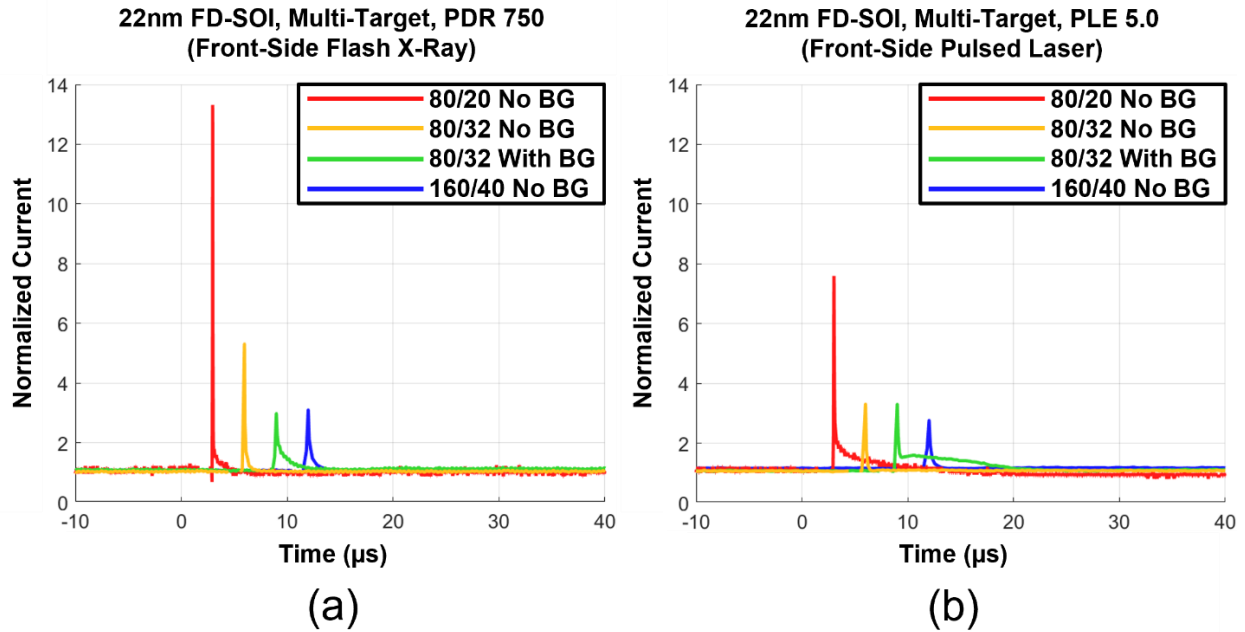 22nm FD-SOI, Multi-Target, PDR 750
(Front-Side Flash X-Ray)
14
12
10
8
6
4
2
0
Normalized Current
80/20 No BG
80/32 No BG
80/32 With BG
160/40 No BG
-10
0
10
20
30
40
Time (μs)
(a)
22nm FD-SOI, Multi-Target, PLE 5.0
(Front-Side Pulsed Laser)
14
12
10
8
6
4
2
0
Normalized Current
80/20 No BG
80/32 No BG
80/32 With BG
160/40 No BG
-10
0
10
20
30
40
Time (μs)
(b)